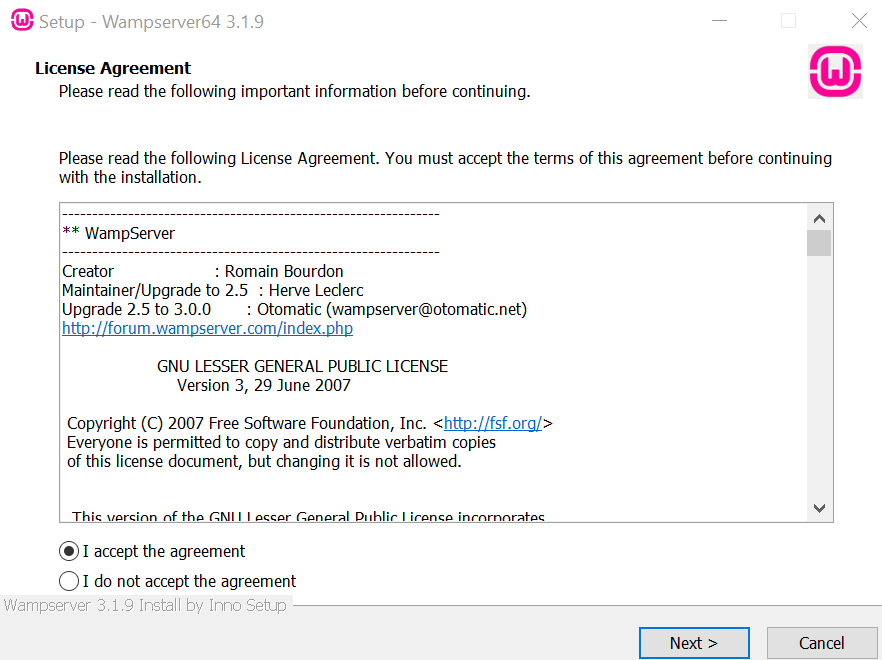 Setup - Wampserver64 3.1.9
License Agreement
Please read the following important information before continuing.
Please read the following License Agreement. You must accept the terms of this agreement before continuing
with the installation.
---------------------------------------------------------------
** WampServer
---------------------------------------------------------------
Creator : Romain Bourdon
Maintainer/Upgrade to 2.5 : Herve Leclerc
Upgrade 2.5 to 3.0.0 : Otomatic (wampserver@otomatic.net)
http://forum.wampserver.com/index.php
GNU LESSER GENERAL PUBLIC LICENSE
Version 3, 29 June 2007
Copyright (C) 2007 Free Software Foundation, Inc. <http://fsf.org/>
Everyone is permitted to copy and distribute verbatim copies
of this license document, but changing it is not allowed.
This version of the GNU Lesser General Public License incorporates
I accept the agreement
I do not accept the agreement
Wampserver 3.1.9 Install by Inno Setup
Next >
Cancel